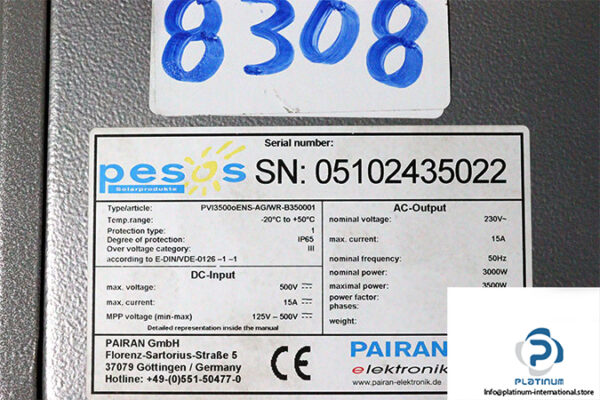 8308
Serial number:
pesos SN: 05102435022
Solarprodukte
Type/article: PVI3500oENS-AG/WR-B350001
Temp.range: -20°C to +50°C
Protection type: 1
Degree of protection: IP65
Over voltage category: III
according to E-DIN/VDE-0126 –1 –1
DC-Input
max. voltage: 500V
max. current: 15A
MPP voltage (min-max) 125V – 500V
Detailed representation inside the manual
AC-Output
nominal voltage: 230V~
max. current: 15A
nominal frequency: 50Hz
nominal power: 3000W
maximal power: 3500W
power factor:
phases:
weight:
PAIRAN GmbH
Florenz-Sartorius-Straße 5
37079 Göttingen / Germany
Hotline: +49-(0)551-50477-0
CE
PAIRAN
elektronik
www.pairan-elektronik.de
PLATINUM
Info@platinum-international.store